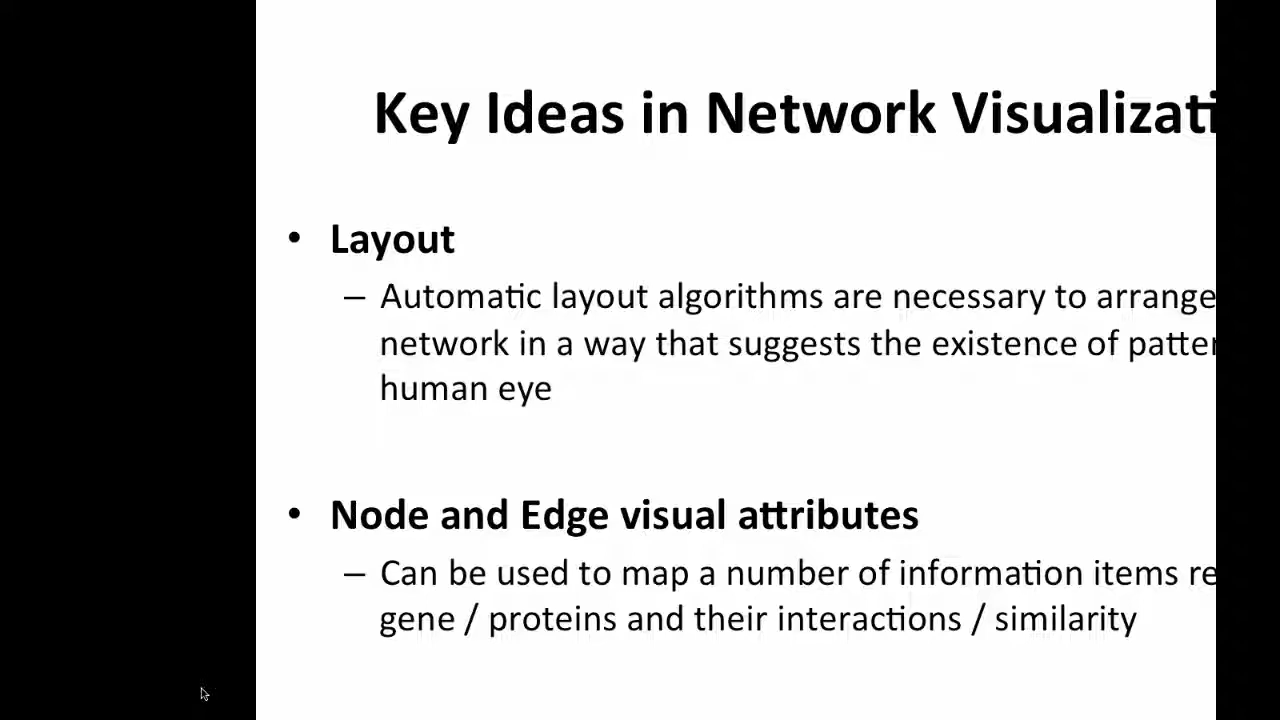 Key Ideas in Network Visualizati
• Layout
– Automatic layout algorithms are necessary to arrange
network in a way that suggests the existence of patter
human eye
• Node and Edge visual attributes
– Can be used to map a number of information items re
gene / proteins and their interactions / similarity